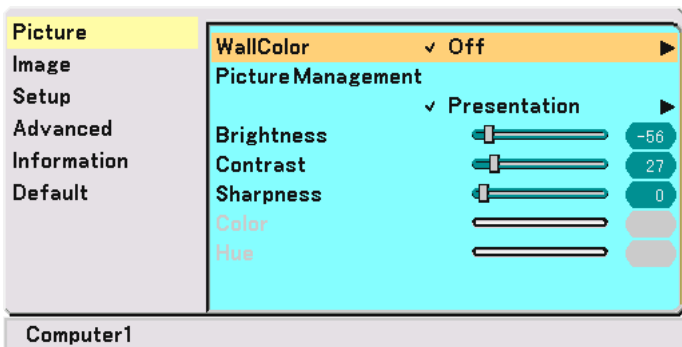 Picture
Image
Setup
Advanced
Information
Default
WallColor ✓ Off
Picture Management
✓ Presentation
Brightness -56
Contrast 27
Sharpness 0
Color
Hue
Computer1